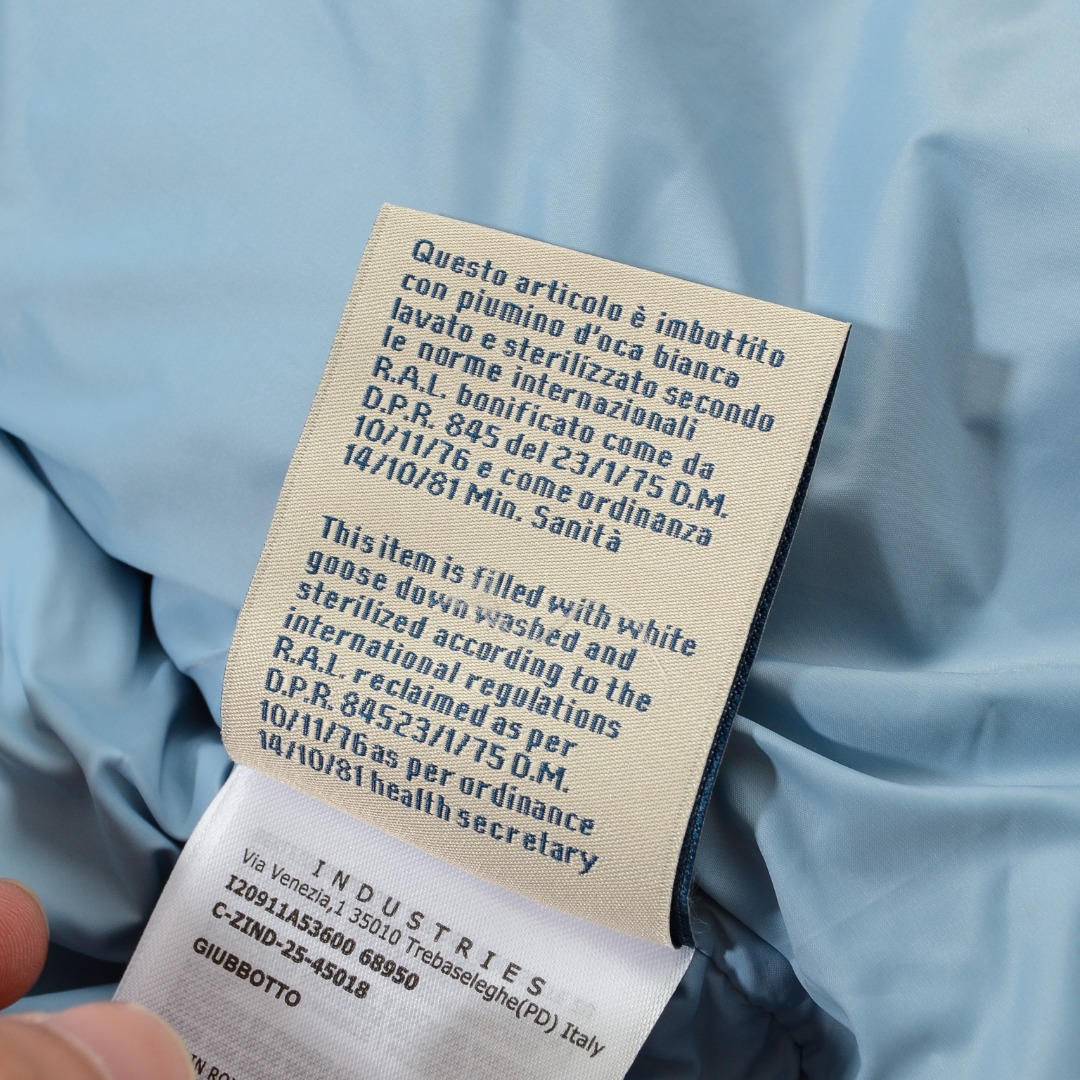 Questo articolo è imbottito
con piumino d'oca bianca
lavato e sterilizzato secondo
le norme internazionali
R.A.L. bonificato come da
D.P.R. 845 del 23/1/75 D.M.
10/11/76 e come ordinanza
14/10/81 Min. Sanità
This item is filled with white
goose down washed and
sterilized according to the
international regulations
R.A.L. reclaimed as per
D.P.R. 84523/1/75 D.M.
10/11/76 as per ordinance
14/10/81 health secretary
INDUSTRIES
Via Venezia,1 35010 Trebaseleghe(PD) Italy
I20911A53600 68950
C-ZIND-25-45018
GIUBBOTTO
IN